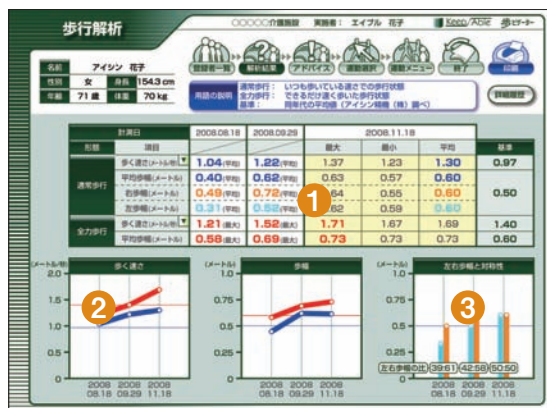 歩行解析
○○○○○介護施設 実施者： エイブル 花子
Keep/Able 歩ピーター
名前 アイシン 花子
性別 女 身長 154.3 cm
年齢 71 歳 体重 70 kg
登録者一覧 解析結果 アドバイス 運動選択 運動メニュー 終了 印刷
用語の説明
通常歩行： いつも歩いている速さでの歩行状態
全力歩行： できるだけ速く歩いた歩行状態
基準： 同年代の平均値（アイシン精機（株）調べ）
詳細履歴
計測日 2008.08.18 2008.09.29 2008.11.18
形態 項目 最大 最小 平均 基準
通常歩行
歩く速さ(メートル/秒) 1.04(平均) 1.22(平均) 1.37 1.23 1.30 0.97
平均歩幅(メートル) 0.40(平均) 0.62(平均) 0.63 0.57 0.60
右歩幅(メートル) 0.49(平均) 0.72(平均) 0.64 0.55 0.60 0.50
左歩幅(メートル) 0.31(平均) 0.52(平均) 0.62 0.59 0.60
全力歩行
歩く速さ(メートル/秒) 1.21(最大) 1.52(最大) 1.71 1.67 1.69 1.40
平均歩幅(メートル) 0.58(最大) 0.69(最大) 0.73 0.73 0.73 0.60
1
(メートル/秒) 歩く速さ
2.0
1.5
1.0
0.5
0
2
2008 08.18 2008 09.29 2008 11.18
(メートル) 歩幅
1.0
0.75
0.5
0.25
0
2008 08.18 2008 09.29 2008 11.18
(メートル) 左右歩幅と対称性
1.0
0.75
0.5
0.25
0
3
左右歩幅の比 39:61 42:58 50:50
2008 08.18 2008 09.29 2008 11.18